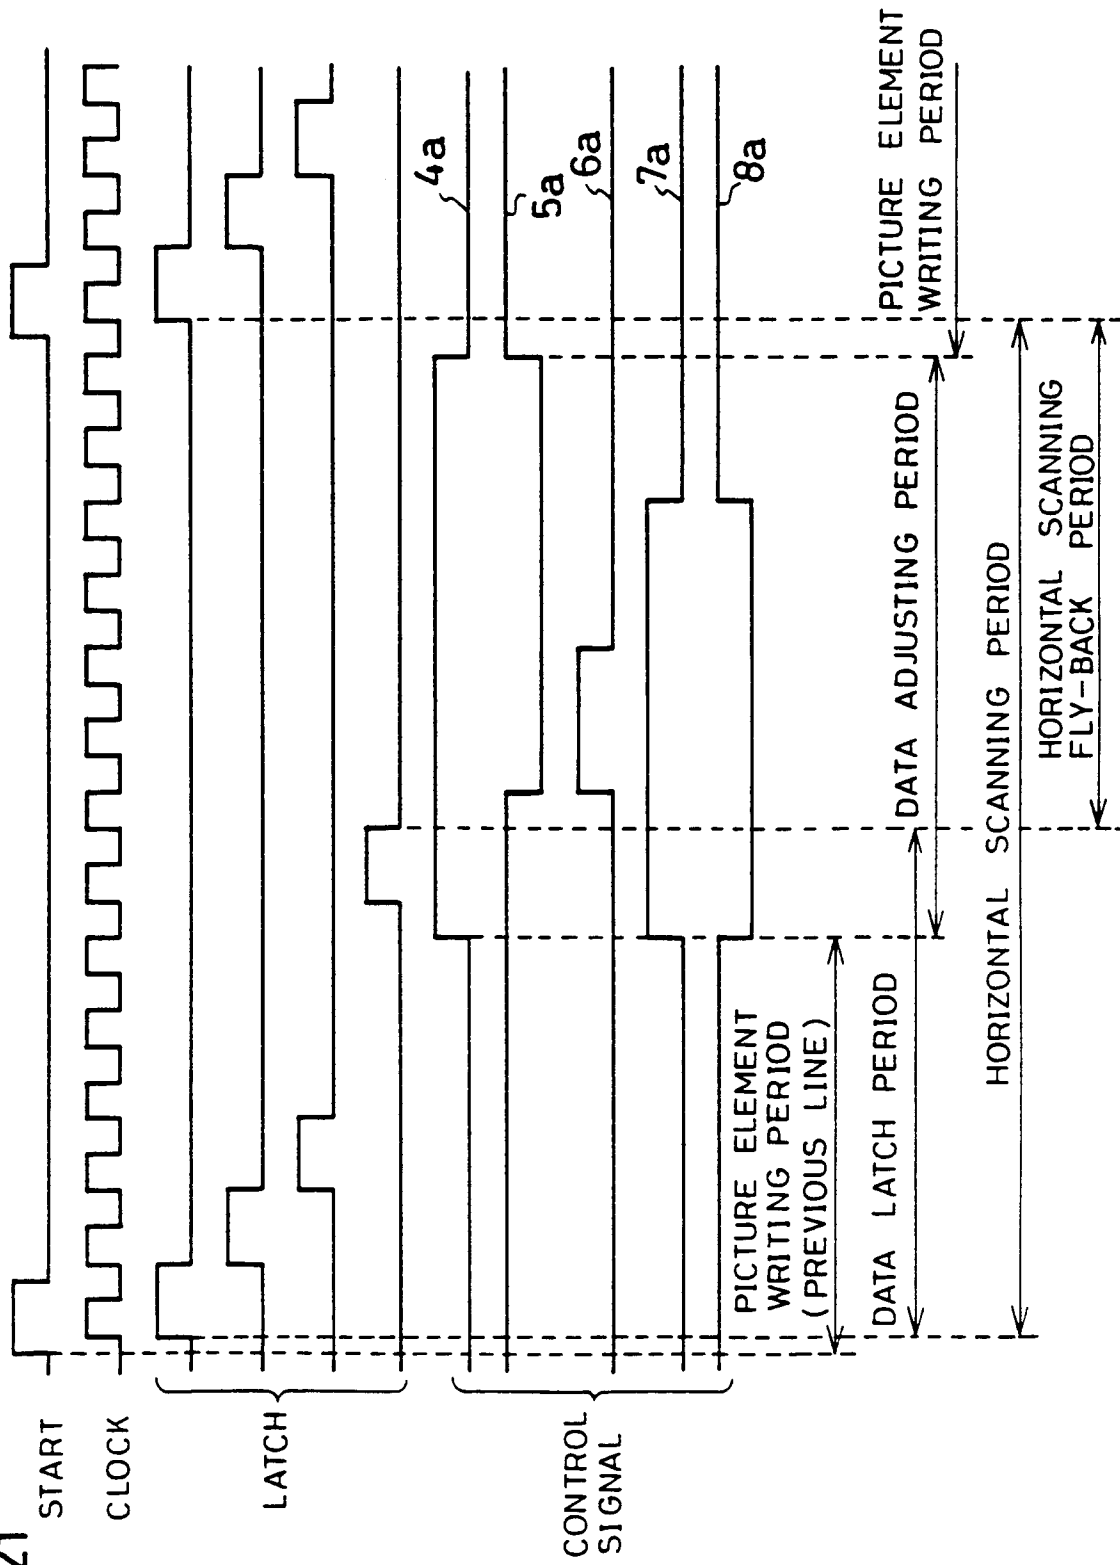 21
START
CLOCK
LATCH
CONTROL
SIGNAL
4a
5a
6a
7a
8a
PICTURE ELEMENT
WRITING PERIOD
(PREVIOUS LINE)
PICTURE ELEMENT
WRITING PERIOD
DATA LATCH PERIOD
DATA ADJUSTING PERIOD
HORIZONTAL SCANNING PERIOD
HORIZONTAL SCANNING
FLY-BACK PERIOD